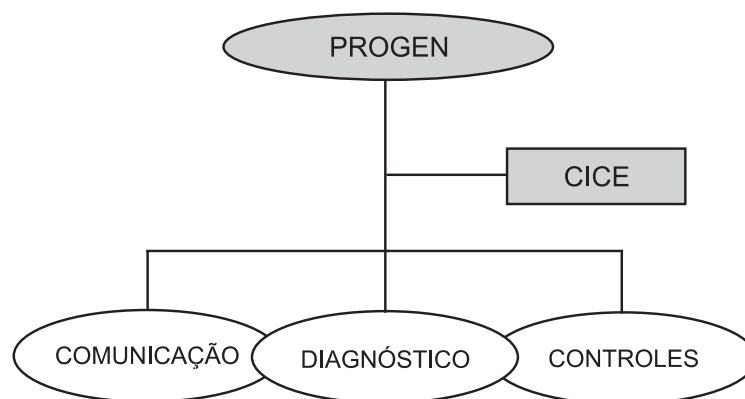 PROGEN
CICE
COMUNICAÇÃO
DIAGNÓSTICO
CONTROLES